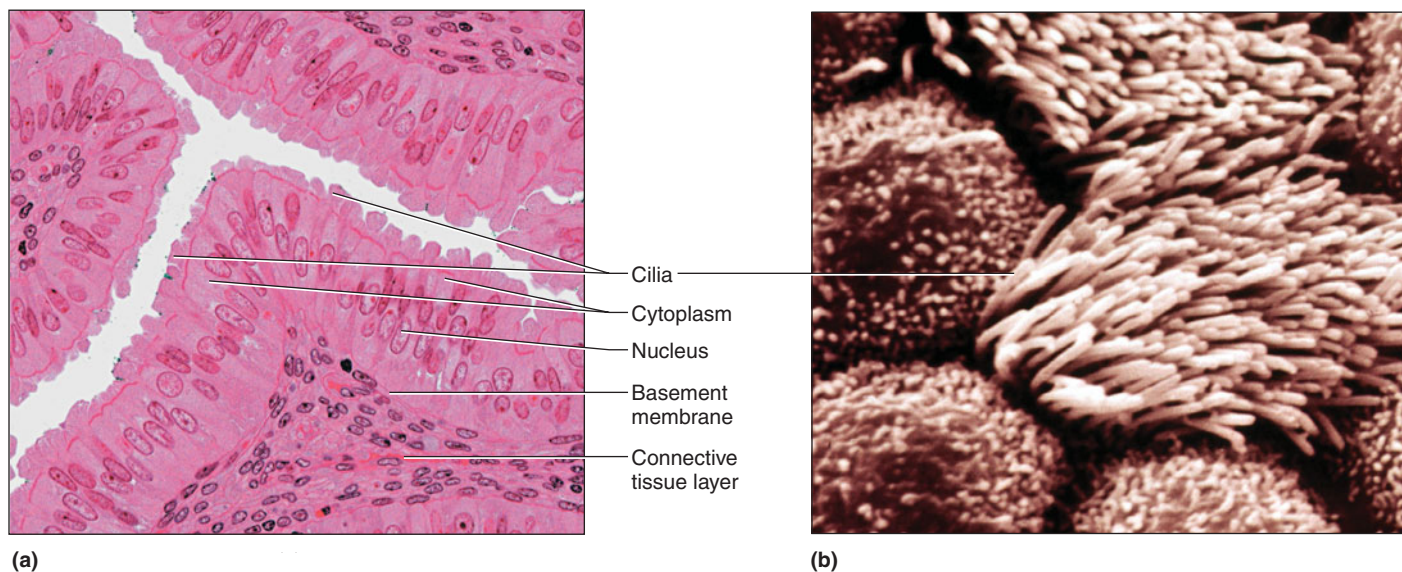 Cilia
Cytoplasm
Nucleus
Basement
membrane
Connective
tissue layer
(a)
(b)